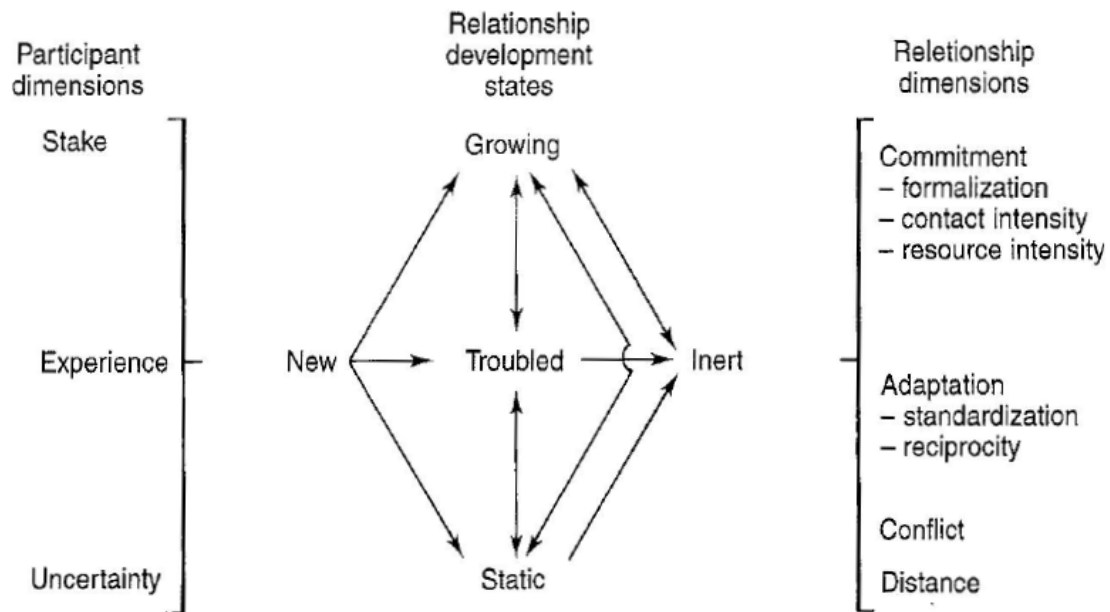 Participant
dimensions
Stake
Experience
Uncertainty
Relationship
development
states
Growing
New
Troubled
Inert
Static
Reletionship
dimensions
Commitment
– formalization
– contact intensity
– resource intensity
Adaptation
– standardization
– reciprocity
Conflict
Distance